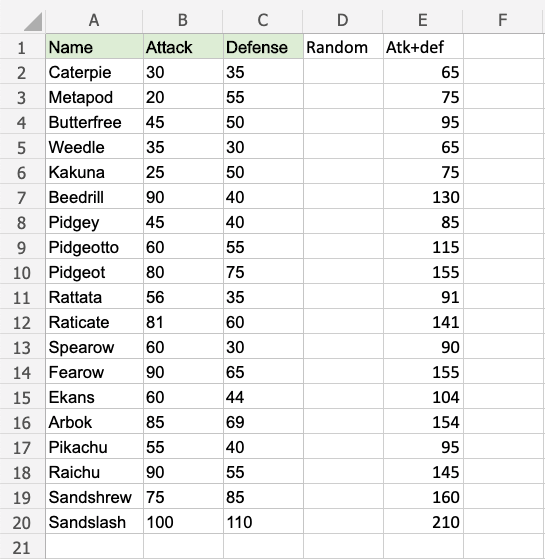 A B C D E F
1 Name Attack Defense Random Atk+def
2 Caterpie 30 35 65
3 Metapod 20 55 75
4 Butterfree 45 50 95
5 Weedle 35 30 65
6 Kakuna 25 50 75
7 Beedrill 90 40 130
8 Pidgey 45 40 85
9 Pidgeotto 60 55 115
10 Pidgeot 80 75 155
11 Rattata 56 35 91
12 Raticate 81 60 141
13 Spearow 60 30 90
14 Fearow 90 65 155
15 Ekans 60 44 104
16 Arbok 85 69 154
17 Pikachu 55 40 95
18 Raichu 90 55 145
19 Sandshrew 75 85 160
20 Sandslash 100 110 210
21